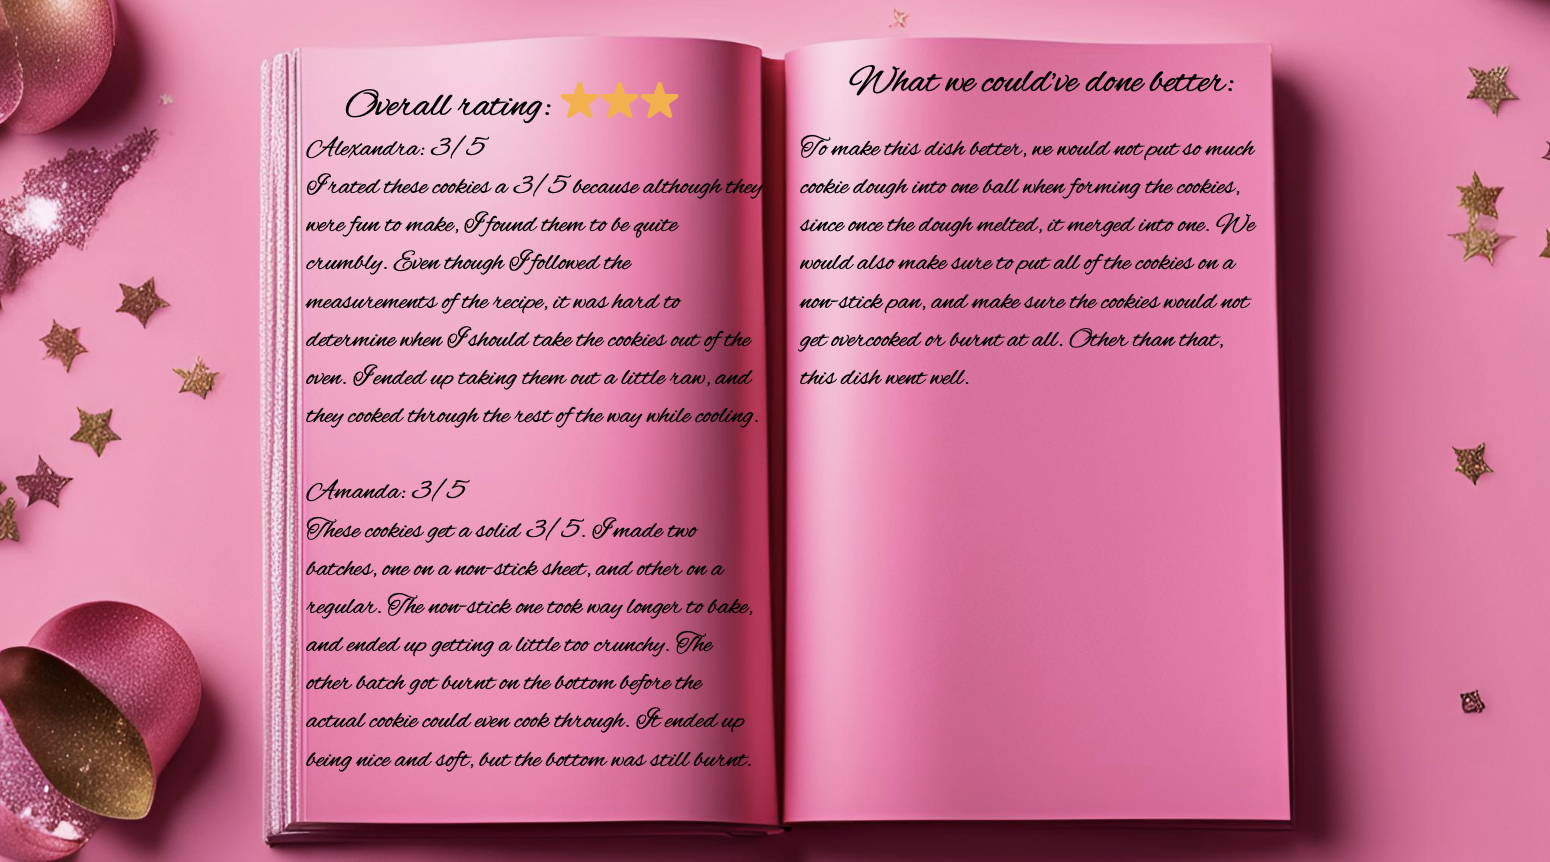 Overall rating: ⭐⭐⭐
Alexandra: 3/5
I rated these cookies a 3/5 because although they
were fun to make, I found them to be quite
crumbly. Even though I followed the
measurements of the recipe, it was hard to
determine when I should take the cookies out of the
oven. I ended up taking them out a little raw, and
they cooked through the rest of the way while cooling.
Amanda: 3/5
These cookies get a solid 3/5. I made two
batches, one on a non-stick sheet, and other on a
regular. The non-stick one took way longer to bake,
and ended up getting a little too crunchy. The
other batch got burnt on the bottom before the
actual cookie could even cook through. It ended up
being nice and soft, but the bottom was still burnt.
What we could've done better:
To make this dish better, we would not put so much
cookie dough into one ball when forming the cookies,
since once the dough melted, it merged into one. We
would also make sure to put all of the cookies on a
non-stick pan, and make sure the cookies would not
get overcooked or burnt at all. Other than that,
this dish went well.